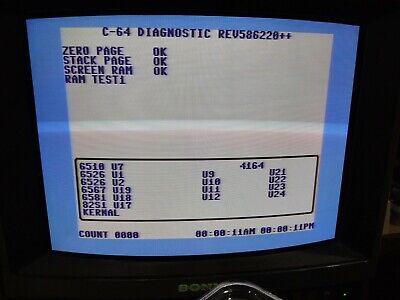 C-64 DIAGNOSTIC REV586220++
ZERO PAGE OK
STACK PAGE OK
SCREEN RAM OK
RAM TEST1
4164
6510 U7
6526 U1 U9 U21
6526 U2 U10 U22
6567 U19 U11 U23
6581 U18 U12 U24
82S1 U17
KERNAL
COUNT 0000 00:00:11AM 00:00:11PM
SONY